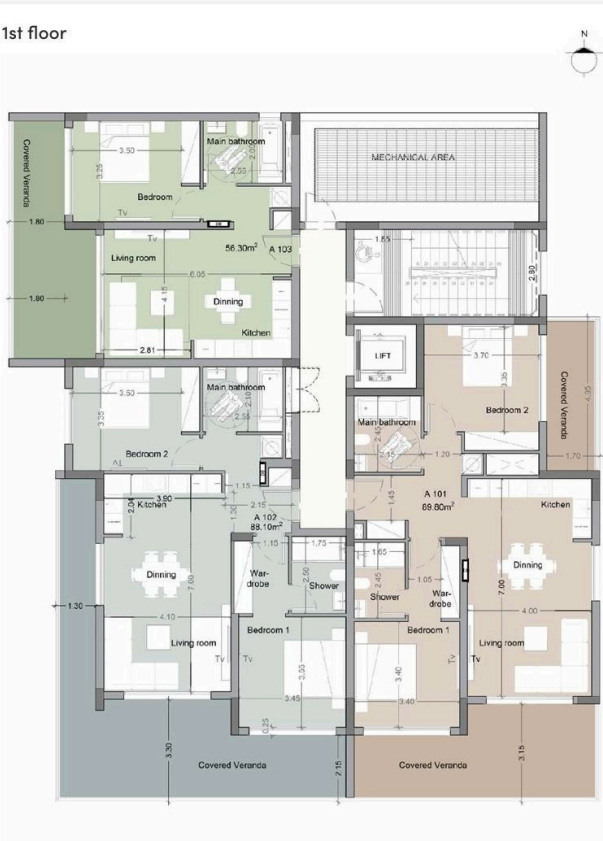 1st floor
N
Covered Veranda
3.50
3.25
Bedroom
Tv
Main bathroom
2.55
MECHANICAL AREA
1.80
1.80
Tv
Living room
56.30m²
A 103
6.05
4.15
Dinning
Kitchen
2.81
1.65
2.80
LIFT
3.70
3.35
Bedroom 2
Covered Veranda
4.35
1.70
3.50
3.35
Main bathroom
2.10
2.55
Bedroom 2
Main bathroom
2.45
2.15
1.20
1.15
3.90
Kitchen
2.04
2.15
1.30
A 102
88.10m²
1.15
1.45
A 101
89.80m²
Kitchen
Dinning
7.00
4.10
1.30
War-
drobe
1.75
2.50
Shower
1.65
2.45
Shower
1.05
War-
drobe
Dinning
7.00
4.00
Living room
Tv
Bedroom 1
Tv
3.55
3.45
0.25
Bedroom 1
Tv
3.40
3.40
Living room
Tv
3.30
Covered Veranda
2.15
Covered Veranda
3.15